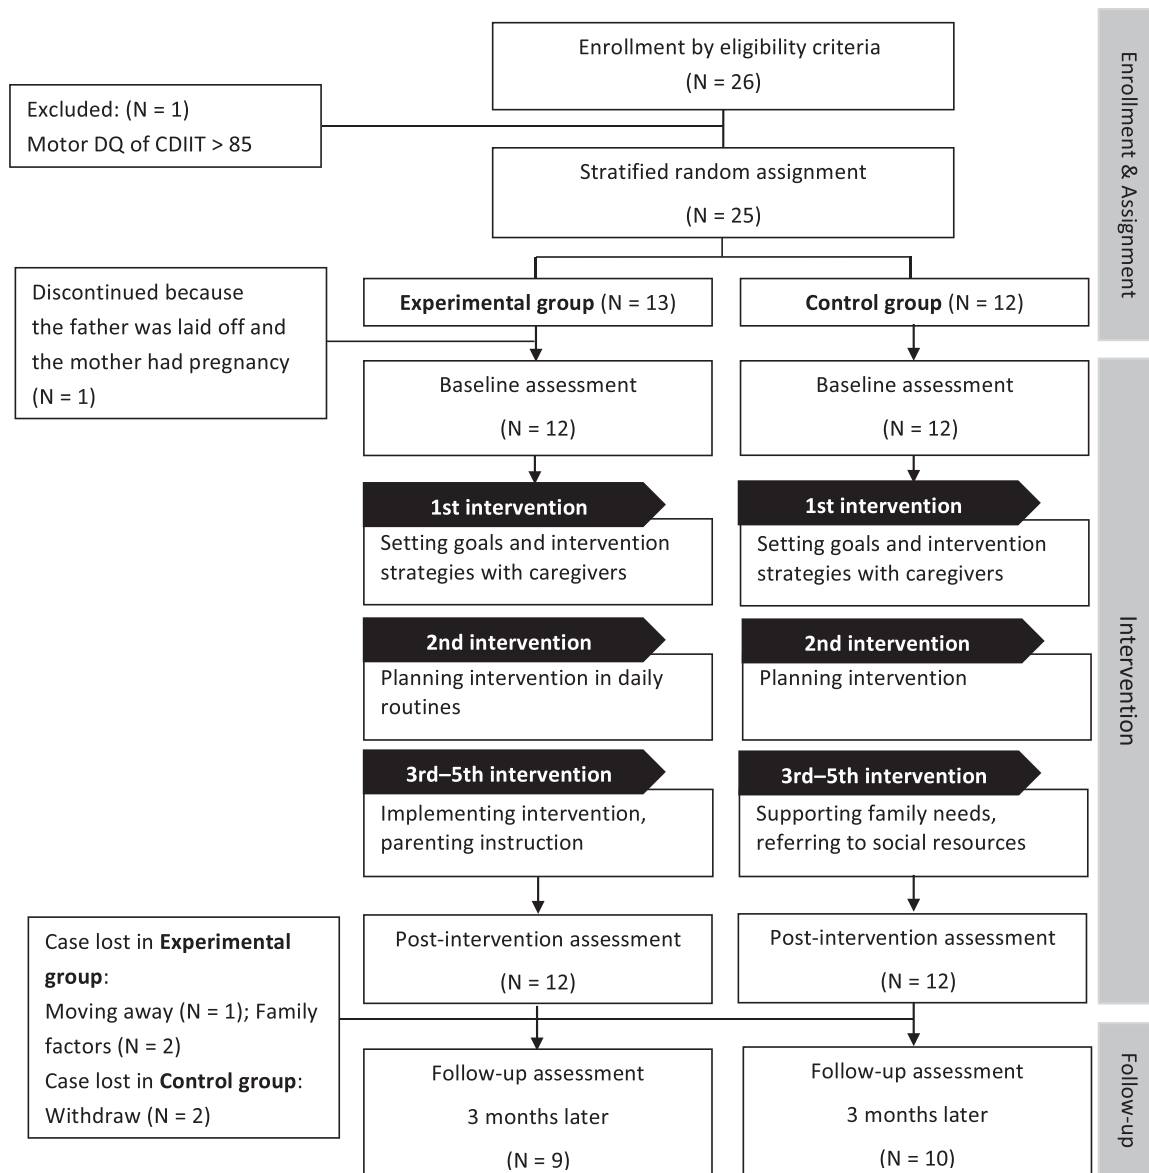 Enrollment by eligibility criteria
(N = 26)
Excluded: (N = 1)
Motor DQ of CDIIT > 85
Stratified random assignment
(N = 25)
Enrollment & Assignment
Experimental group (N = 13)
Control group (N = 12)
Discontinued because
the father was laid off and
the mother had pregnancy
(N = 1)
Baseline assessment
(N = 12)
Baseline assessment
(N = 12)
1st intervention
Setting goals and intervention
strategies with caregivers
1st intervention
Setting goals and intervention
strategies with caregivers
2nd intervention
Planning intervention in daily
routines
2nd intervention
Planning intervention
3rd–5th intervention
Implementing intervention,
parenting instruction
3rd–5th intervention
Supporting family needs,
referring to social resources
Intervention
Post-intervention assessment
(N = 12)
Post-intervention assessment
(N = 12)
Case lost in Experimental
group:
Moving away (N = 1); Family
factors (N = 2)
Case lost in Control group:
Withdraw (N = 2)
Follow-up assessment
3 months later
(N = 9)
Follow-up assessment
3 months later
(N = 10)
Follow-up